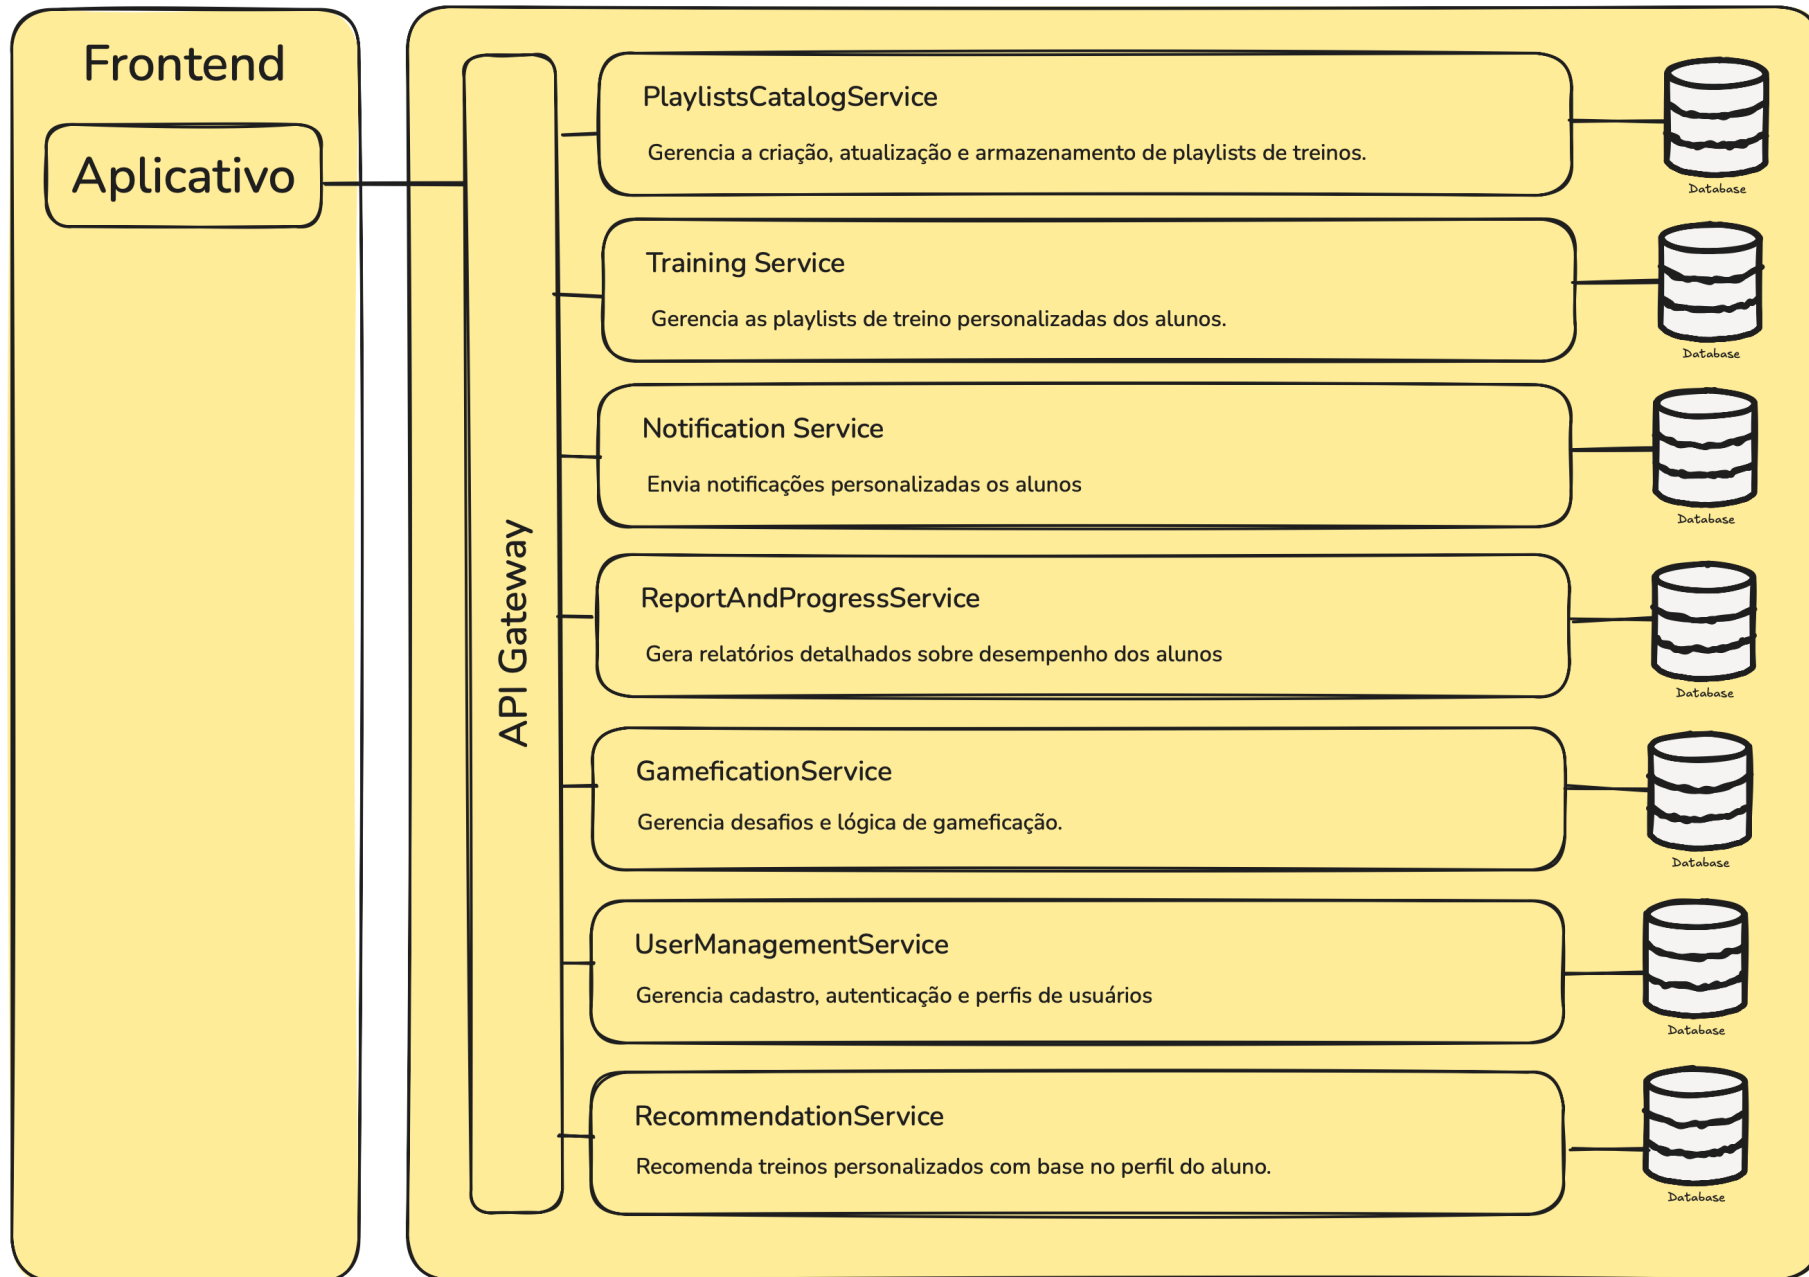 Frontend
Aplicativo
API Gateway
PlaylistsCatalogService
Gerencia a criação, atualização e armazenamento de playlists de treinos.
Database
Training Service
Gerencia as playlists de treino personalizadas dos alunos.
Database
Notification Service
Envia notificações personalizadas os alunos
Database
ReportAndProgressService
Gera relatórios detalhados sobre desempenho dos alunos
Database
GameficationService
Gerencia desafios e lógica de gameficação.
Database
UserManagementService
Gerencia cadastro, autenticação e perfis de usuários
Database
RecommendationService
Recomenda treinos personalizados com base no perfil do aluno.
Database